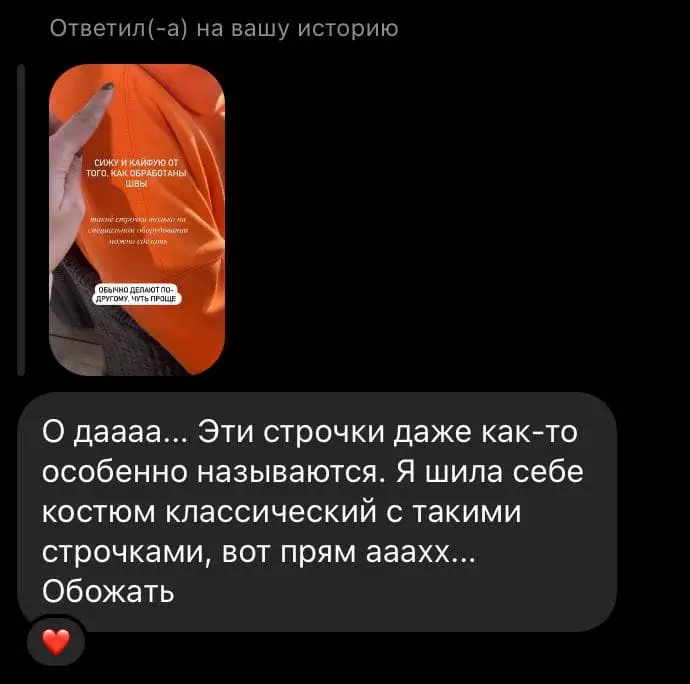 Ответил(-а) на вашу историю
СИЖУ И КАЙФУЮ ОТ
ТОГО, КАК ОБРАБОТАНЫ
ШВЫ
такие строчки только на
специальном оборудовании
можно сделать
ОБЫЧНО ДЕЛАЮТ ПО-
ДРУГОМУ, ЧУТЬ ПРОЩЕ
О даааа... Эти строчки даже как-то
особенно называются. Я шила себе
костюм классический с такими
строчками, вот прям ааахх...
Обожать